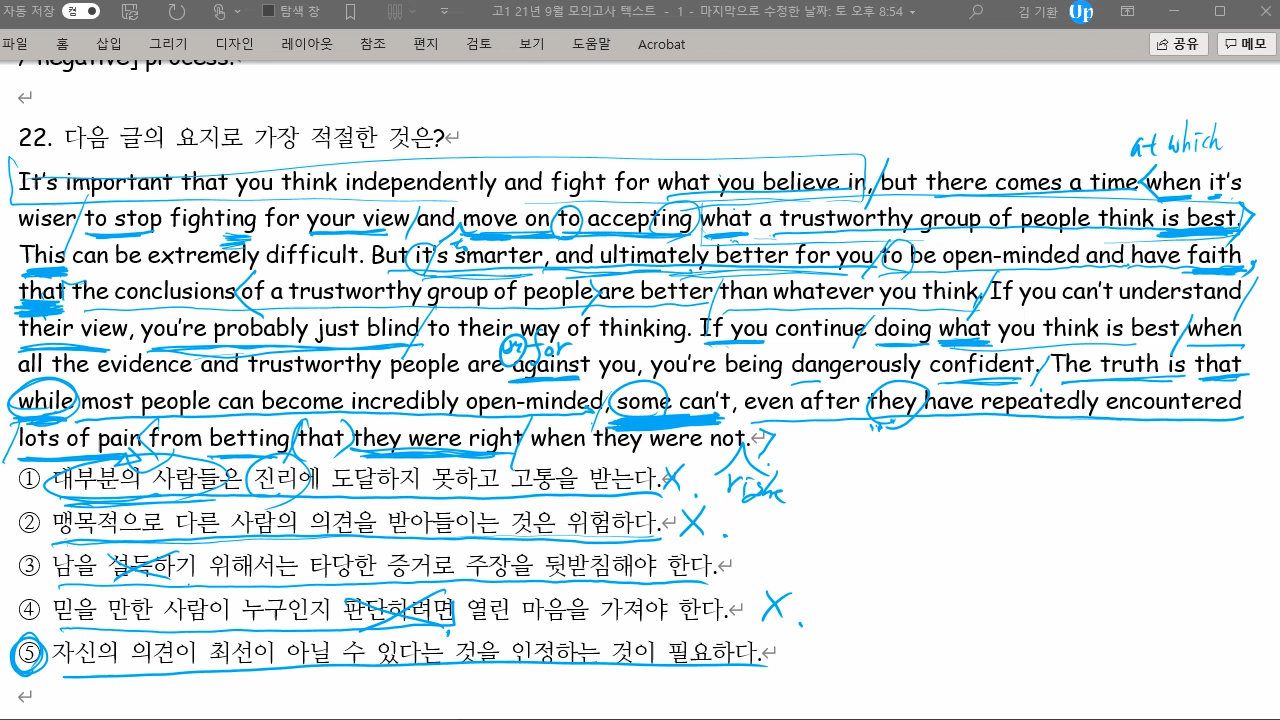 자동 저장 컴 탐색 창 고1 21년 9월 모의고사 텍스트 - 1 - 마지막으로 수정한 날짜: 토 오후 8:54 김 기환 Up
파일 홈 삽입 그리기 디자인 레이아웃 참조 편지 검토 보기 도움말 Acrobat 공유 메모
/ negative] process.
22. 다음 글의 요지로 가장 적절한 것은?
at which
It's important that you think independently and fight for what you believe in, but there comes a time when it's
wiser to stop fighting for your view and move on to accepting what a trustworthy group of people think is best.
This can be extremely difficult. But it's smarter, and ultimately better for you to be open-minded and have faith
that the conclusions of a trustworthy group of people are better than whatever you think. If you can't understand
their view, you're probably just blind to their way of thinking. If you continue doing what you think is best when
for
all the evidence and trustworthy people are against you, you're being dangerously confident. The truth is that
while most people can become incredibly open-minded, some can't, even after they have repeatedly encountered
lots of pain from betting that they were right when they were not.
① 대부분의 사람들은 진리에 도달하지 못하고 고통을 받는다.
right
② 맹목적으로 다른 사람의 의견을 받아들이는 것은 위험하다.
③ 남을 설득하기 위해서는 타당한 증거로 주장을 뒷받침해야 한다.
④ 믿을 만한 사람이 누구인지 판단하려면 열린 마음을 가져야 한다.
⑤ 자신의 의견이 최선이 아닐 수 있다는 것을 인정하는 것이 필요하다.